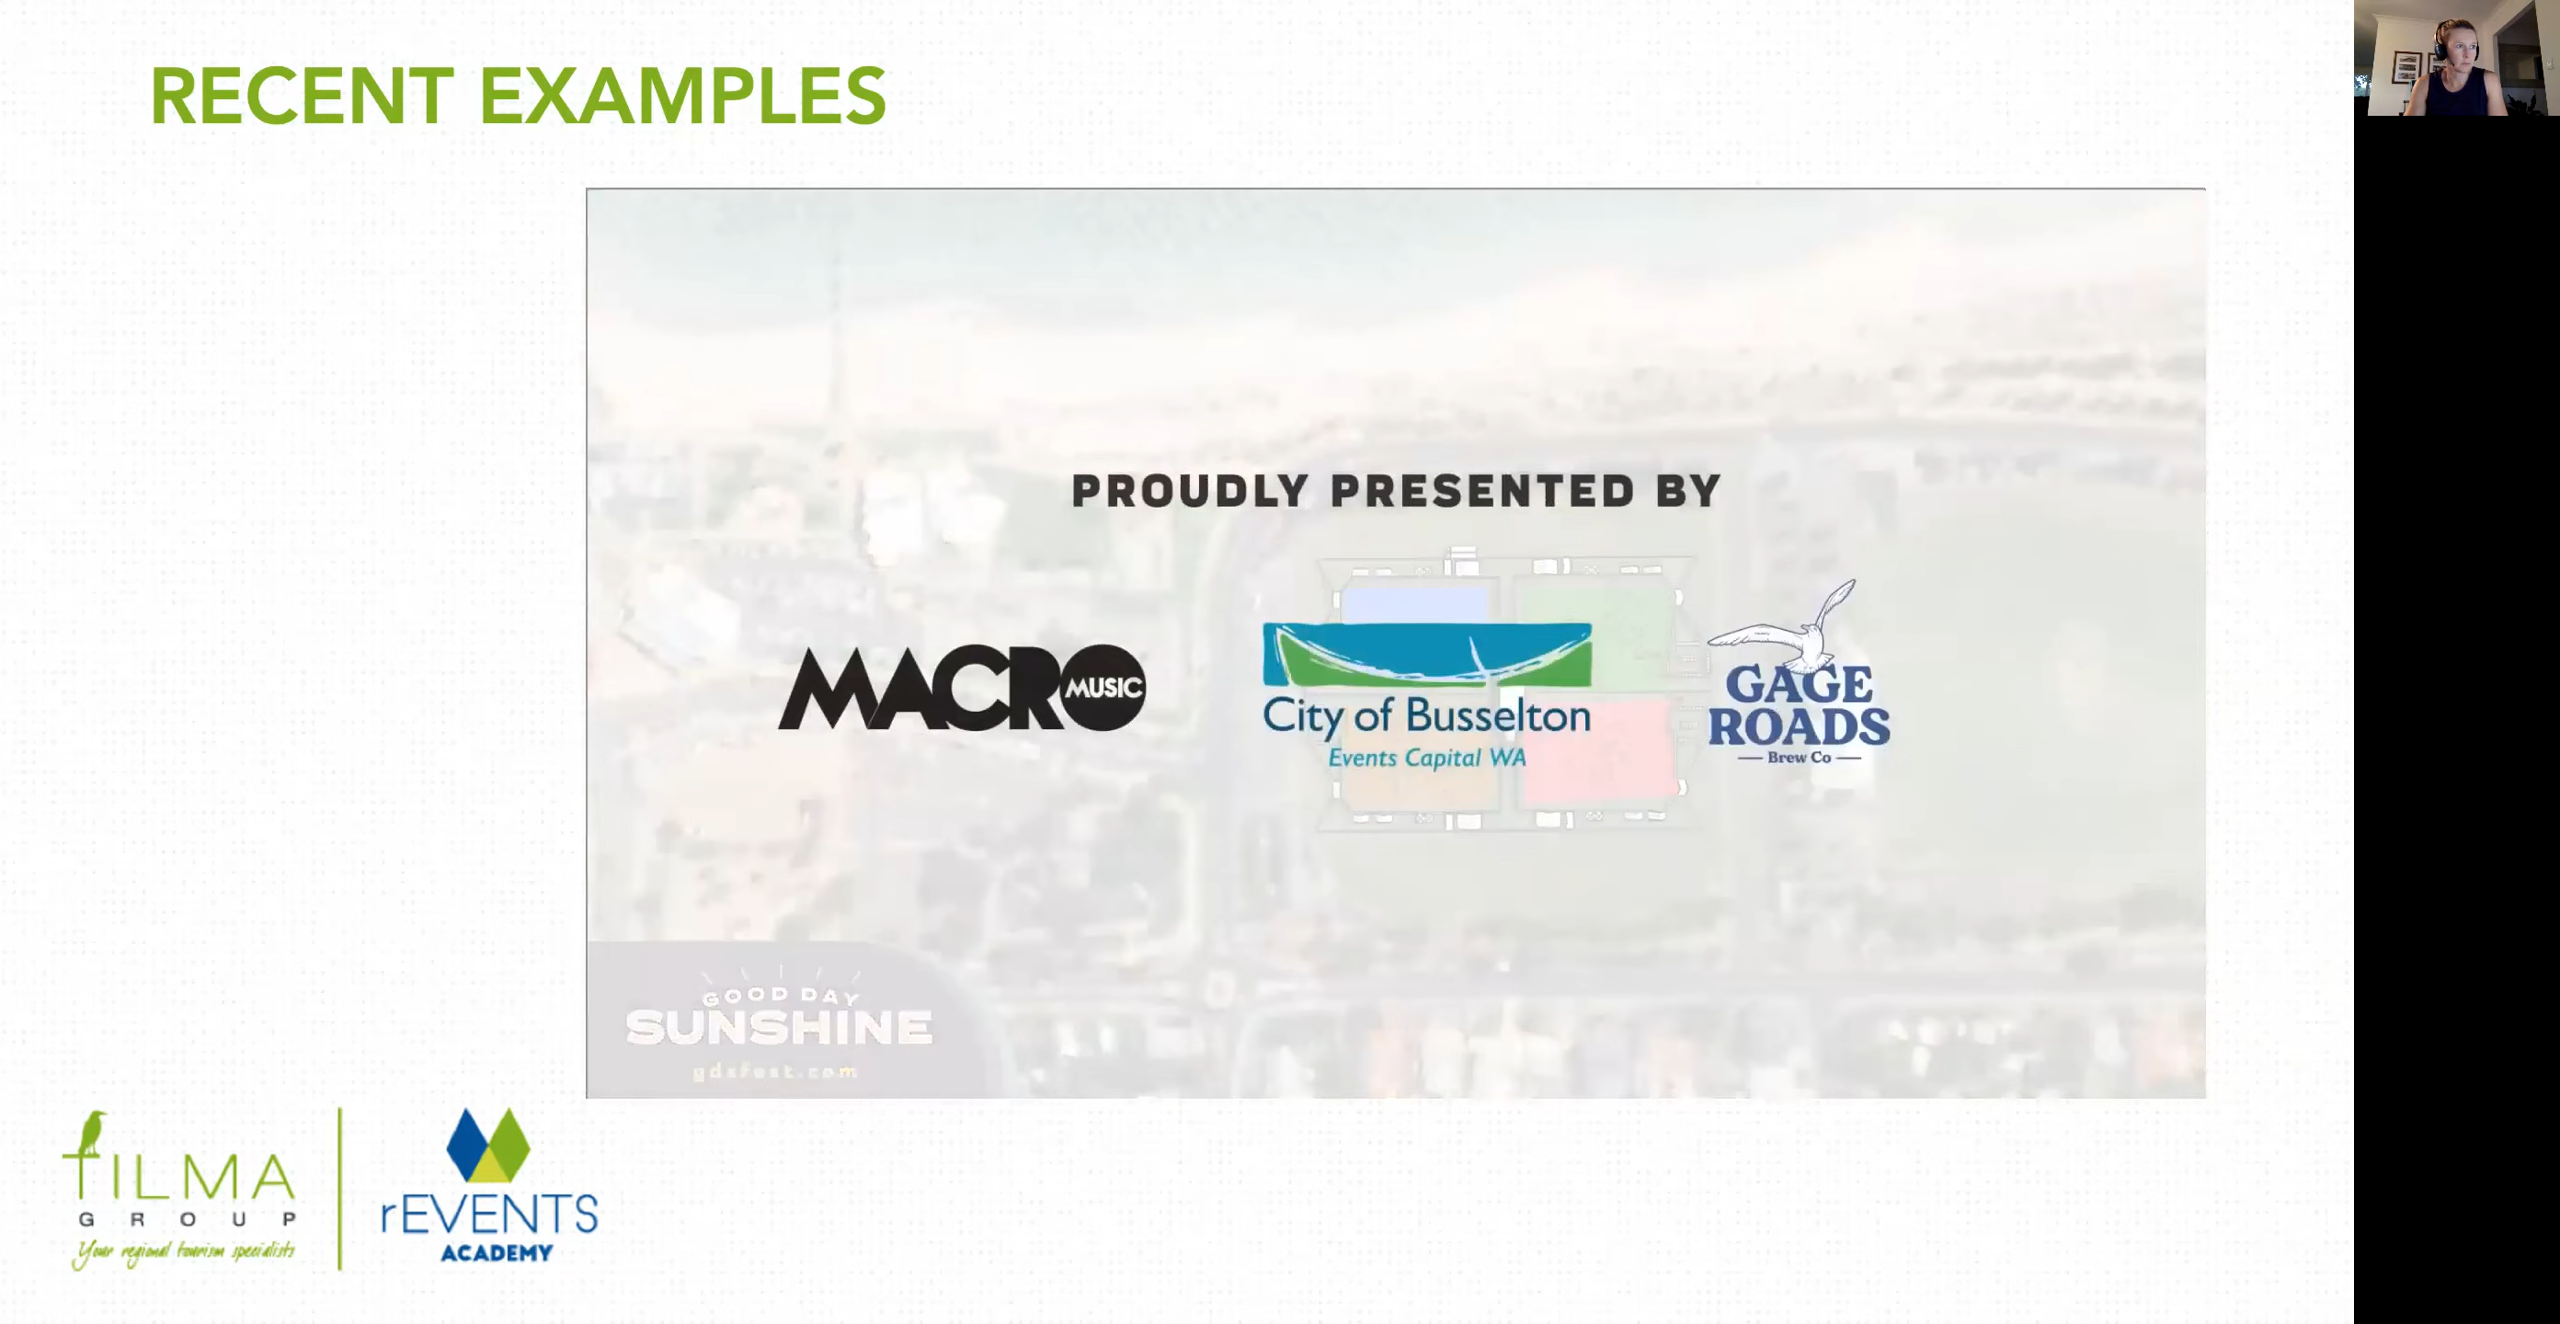 RECENT EXAMPLES
PROUDLY PRESENTED BY
MACRO MUSIC
City of Busselton
Events Capital WA
GAGE
ROADS
Brew Co
GOOD DAY
SUNSHINE
gdsfest.com
TILMA
GROUP
Your regional tourism specialists
rEVENTS
ACADEMY